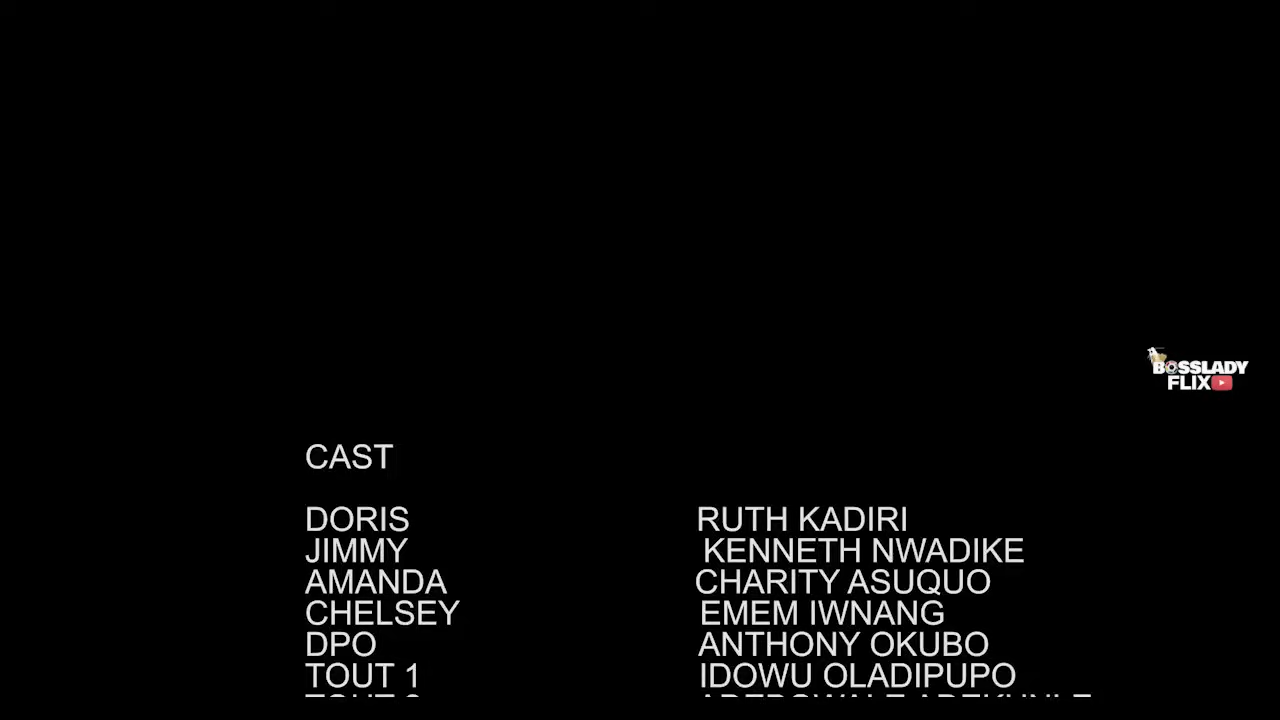 BOSSLADY
FLIX
CAST
DORIS RUTH KADIRI
JIMMY KENNETH NWADIKE
AMANDA CHARITY ASUQUO
CHELSEY EMEM IWNANG
DPO ANTHONY OKUBO
TOUT 1 IDOWU OLADIPUPO